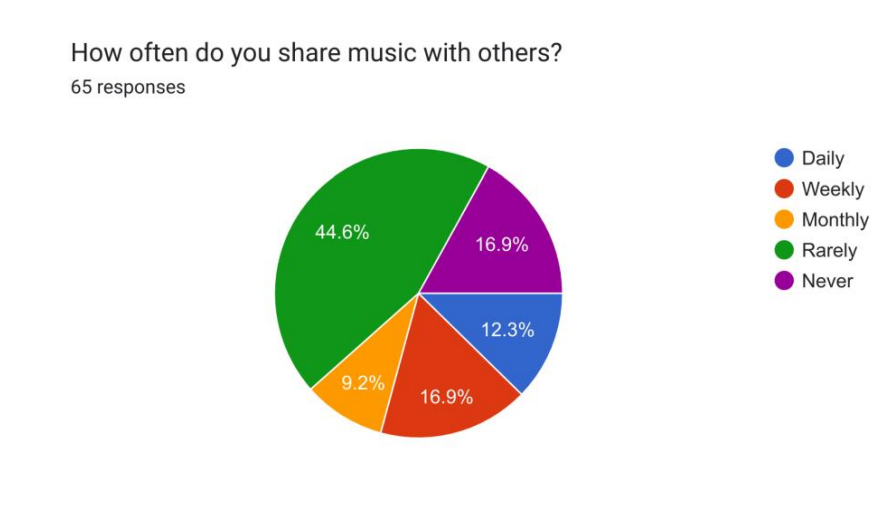 How often do you share music with others?
65 responses
44.6%
16.9%
12.3%
9.2%
16.9%
Daily
Weekly
Monthly
Rarely
Never